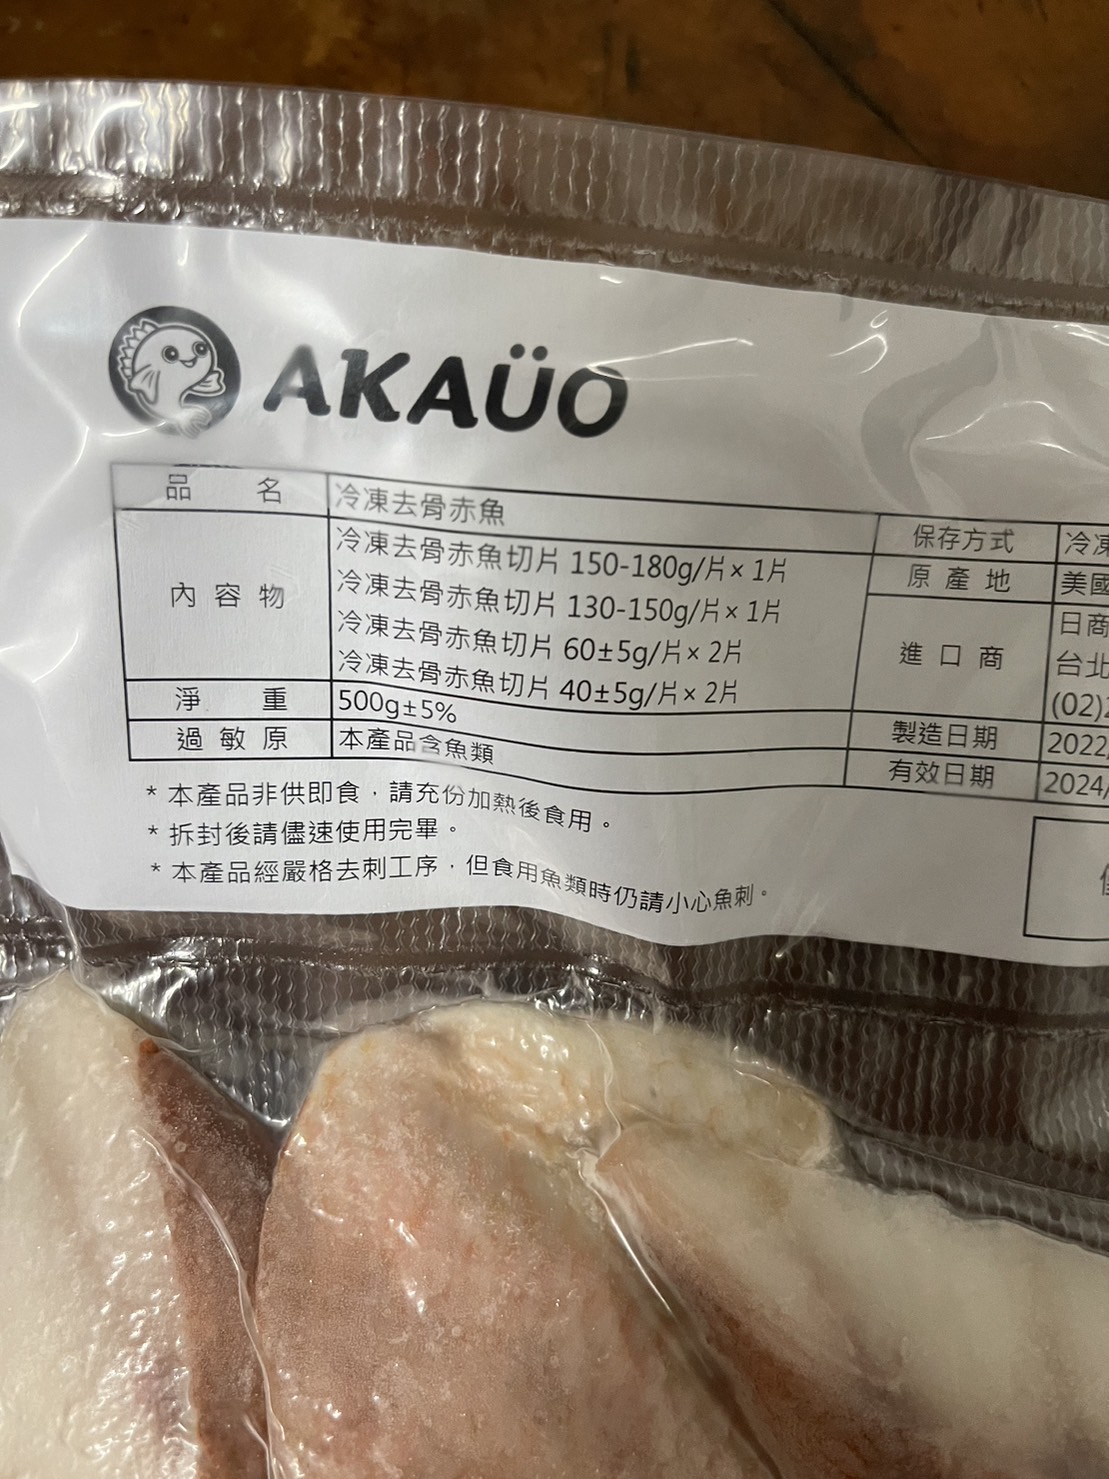 AKAÜO
品 名 冷凍去骨赤魚
內容物 冷凍去骨赤魚切片 150-180g/片× 1片
冷凍去骨赤魚切片 130-150g/片× 1片
冷凍去骨赤魚切片 60±5g/片× 2片
冷凍去骨赤魚切片 40±5g/片× 2片
淨 重 500g±5%
過敏原 本產品含魚類
保存方式 冷凍
原產地 美國
進口商 日商
台北
(02)
製造日期 2022/
有效日期 2024/
* 本產品非供即食，請充份加熱後食用。
* 拆封後請儘速使用完畢。
* 本產品經嚴格去刺工序，但食用魚類時仍請小心魚刺。